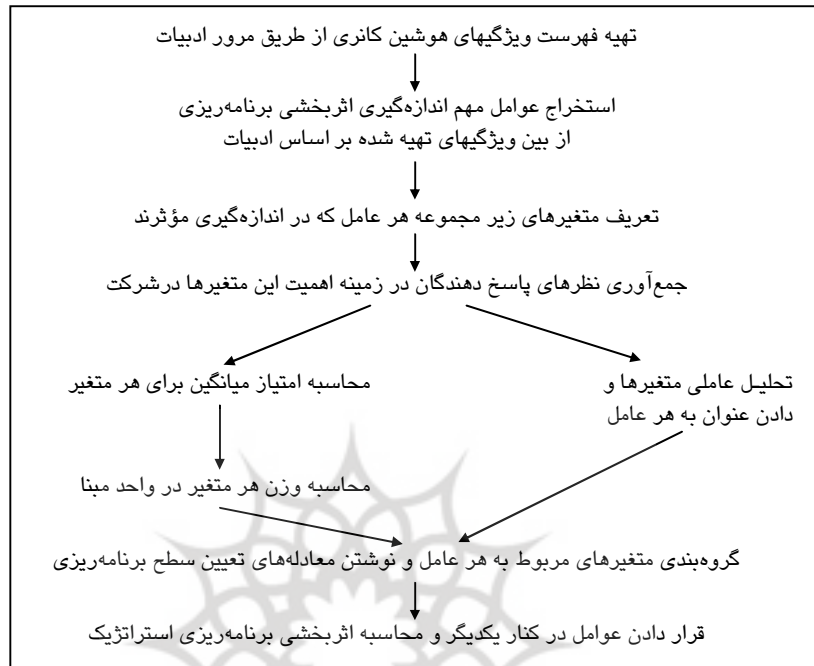 تهیه فهرست ویژگیهای هوشین کانری از طریق مرور ادبیات
استخراج عوامل مهم اندازه‌گیری اثربخشی برنامه‌ریزی
از بین ویژگیهای تهیه شده بر اساس ادبیات
تعریف متغیرهای زیر مجموعه هر عامل که در اندازه‌گیری مؤثرند
جمع‌آوری نظرهای پاسخ دهندگان در زمینه اهمیت این متغیرها درشرکت
تحلیـل عاملی متغیرها و
دادن عنوان به هر عامل
محاسبه امتیاز میانگین برای هر متغیر
محاسبه وزن هر متغیر در واحد مبنا
گروه‌بندی متغیرهای مربوط به هر عامل و نوشتن معادله‌های تعیین سطح برنامه‌ریزی
قرار دادن عوامل در کنار یکدیگر و محاسبه اثربخشی برنامه‌ریزی استراتژیک